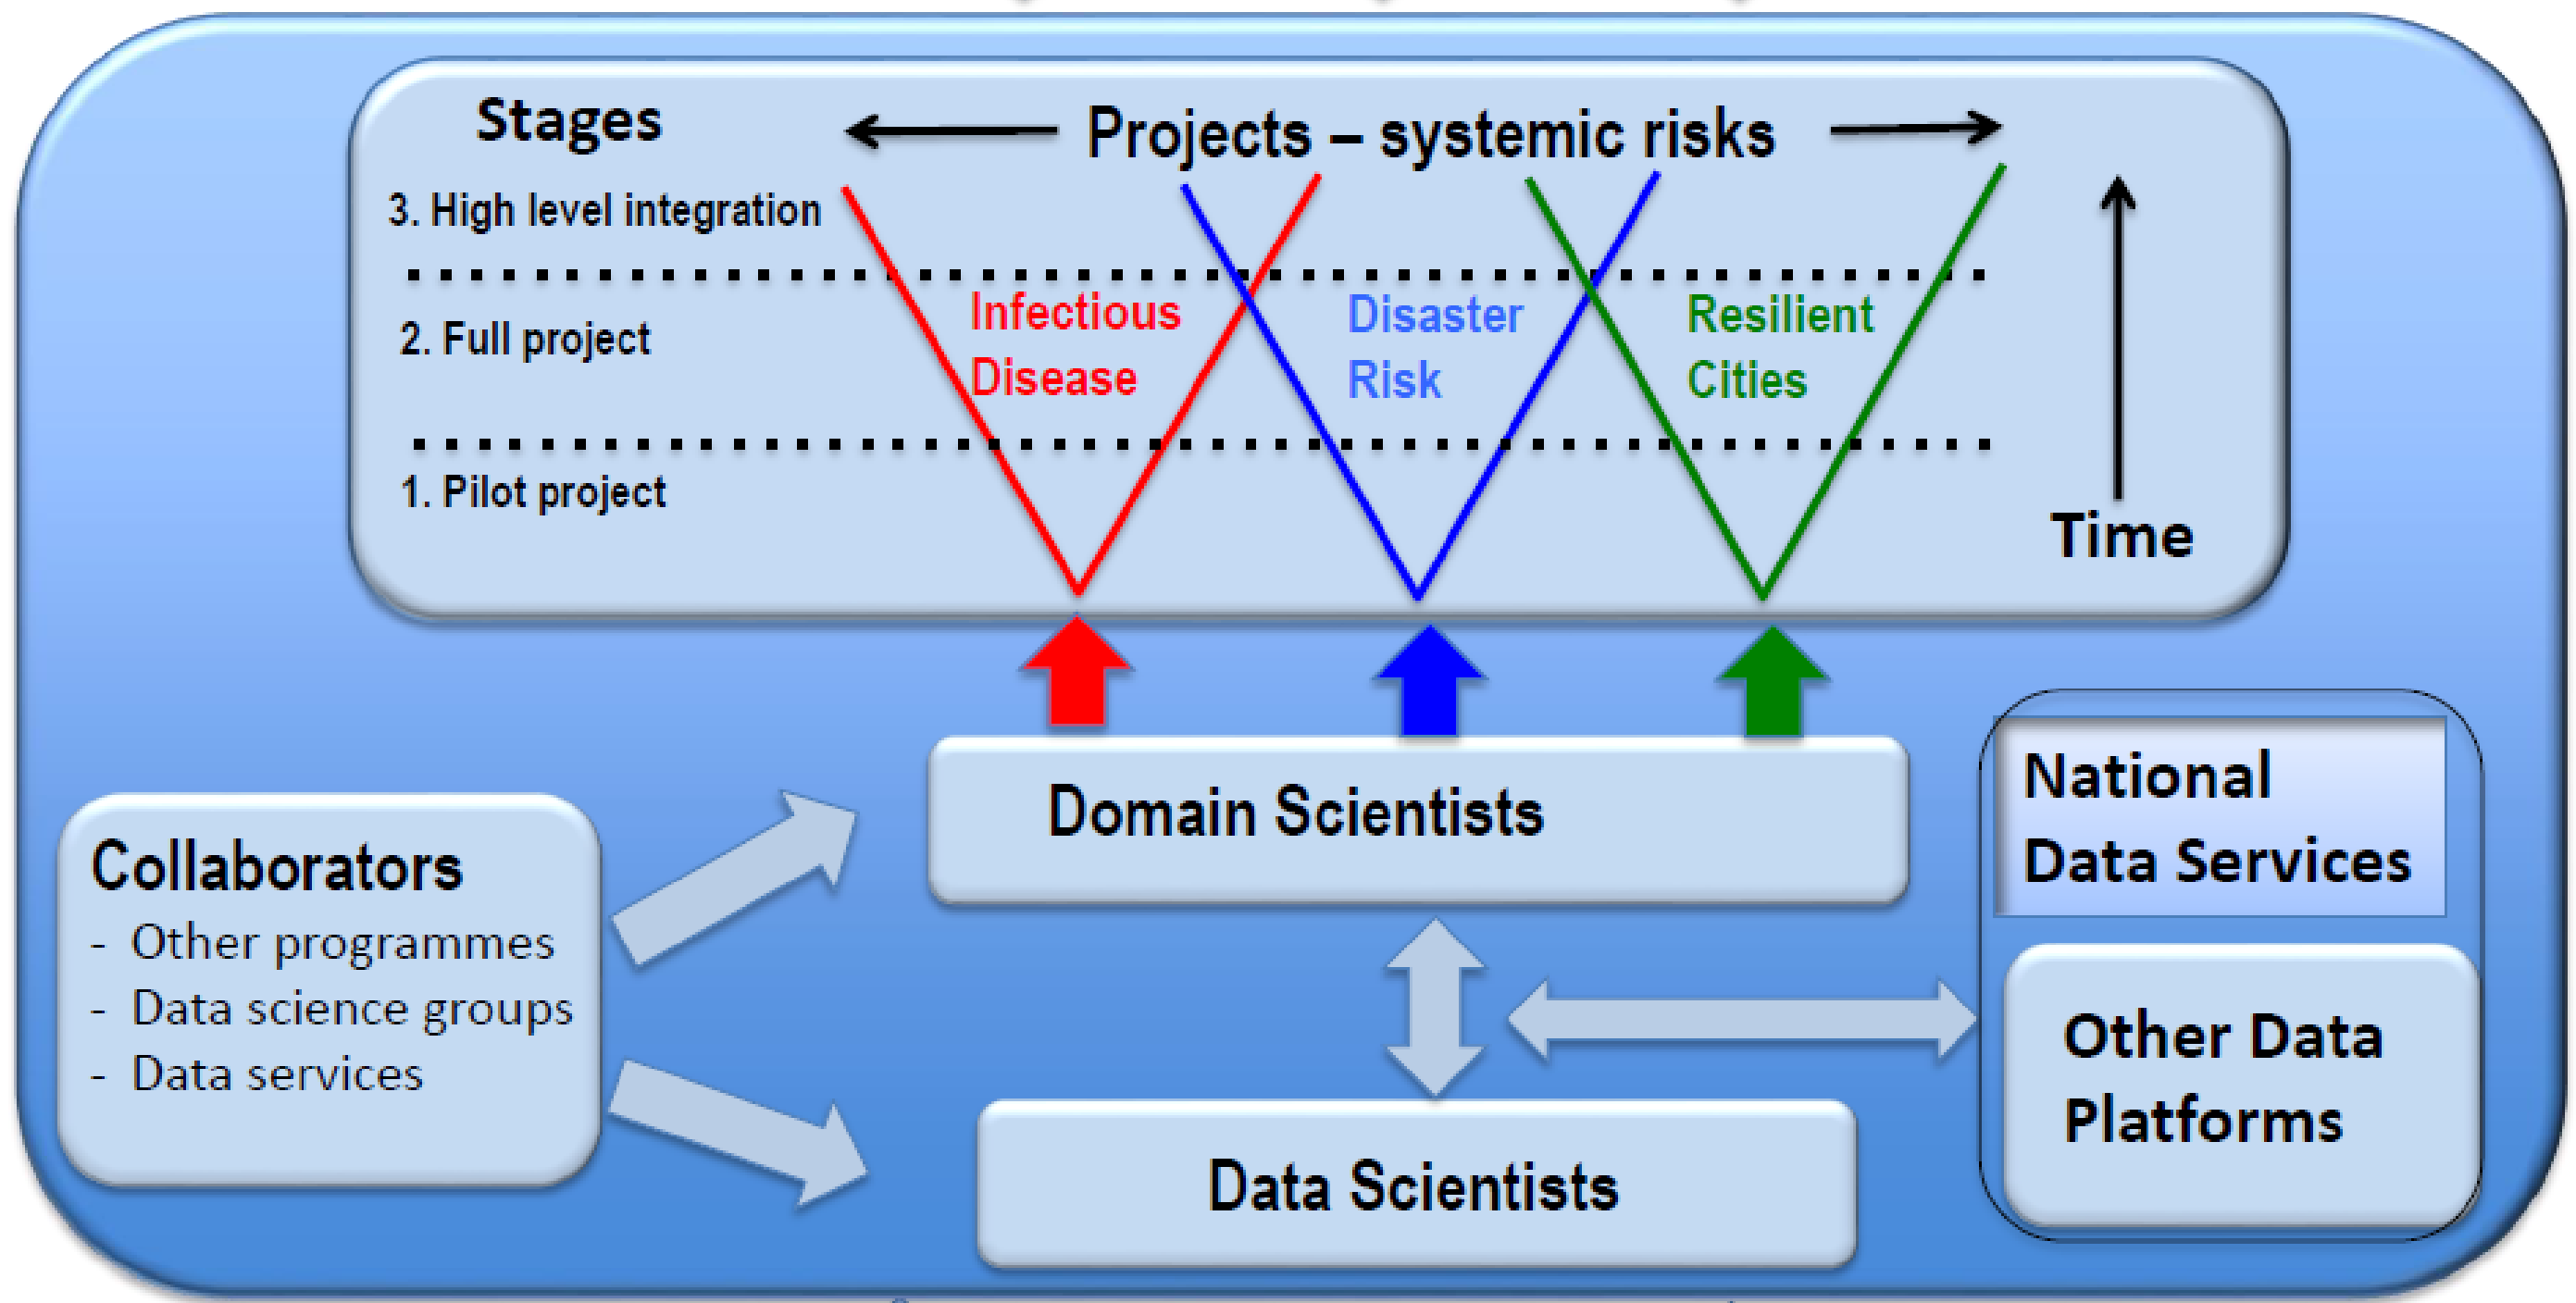 Stages
Projects – systemic risks
3. High level integration
Infectious
Disease
Disaster
Risk
Resilient
Cities
2. Full project
1. Pilot project
Time
Domain Scientists
National
Data Services
Collaborators
- Other programmes
- Data science groups
- Data services
Other Data
Platforms
Data Scientists